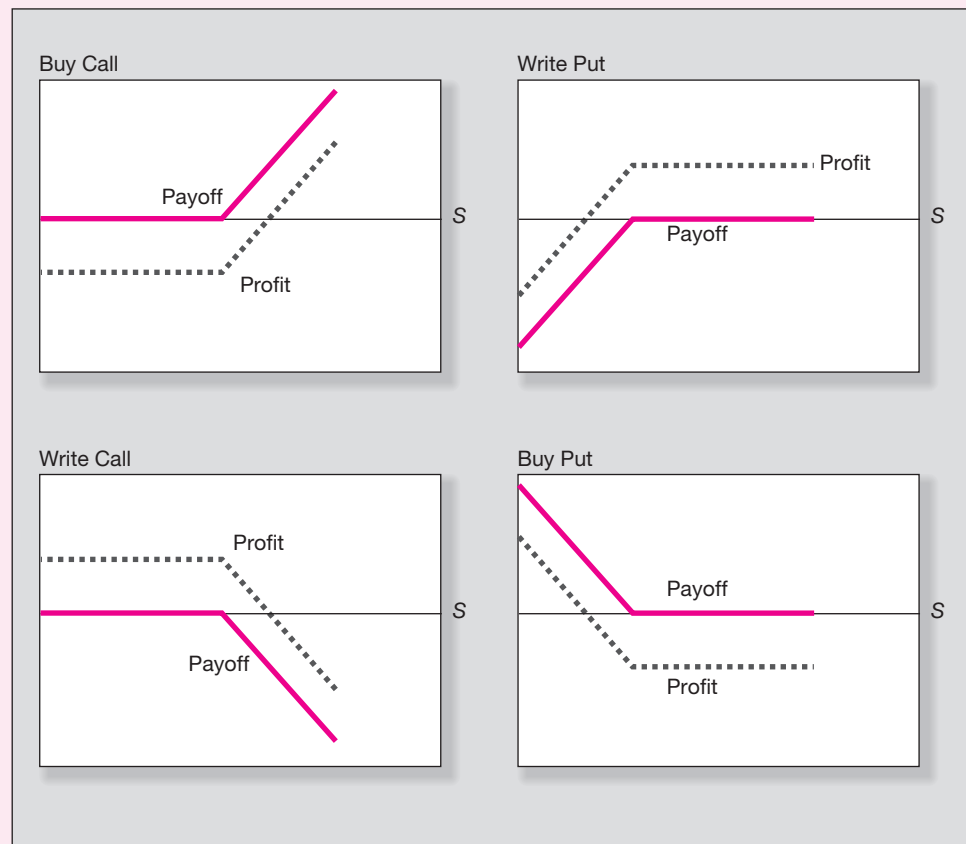 Buy Call
Payoff
S
Profit
Write Put
Profit
S
Payoff
Write Call
Profit
S
Payoff
Buy Put
Payoff
S
Profit